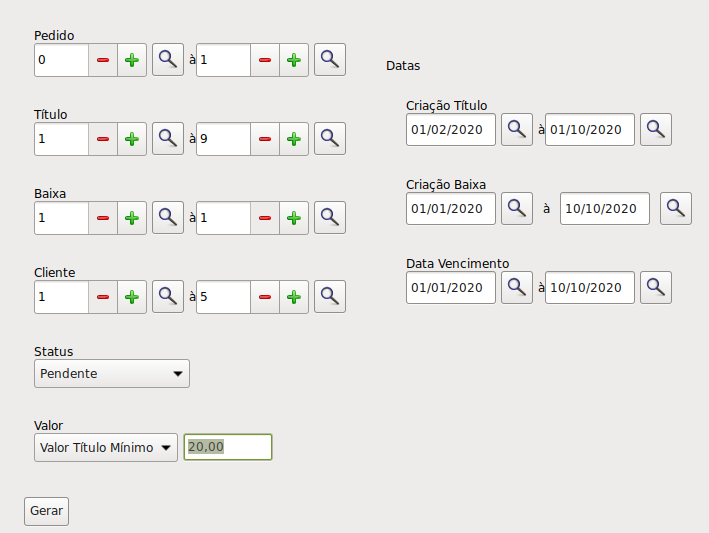 Pedido
0 à 1
Título
1 à 9
Baixa
1 à 1
Cliente
1 à 5
Status
Pendente
Valor
Valor Título Mínimo 20,00
Gerar
Datas
Criação Título
01/02/2020 à 01/10/2020
Criação Baixa
01/01/2020 à 10/10/2020
Data Vencimento
01/01/2020 à 10/10/2020